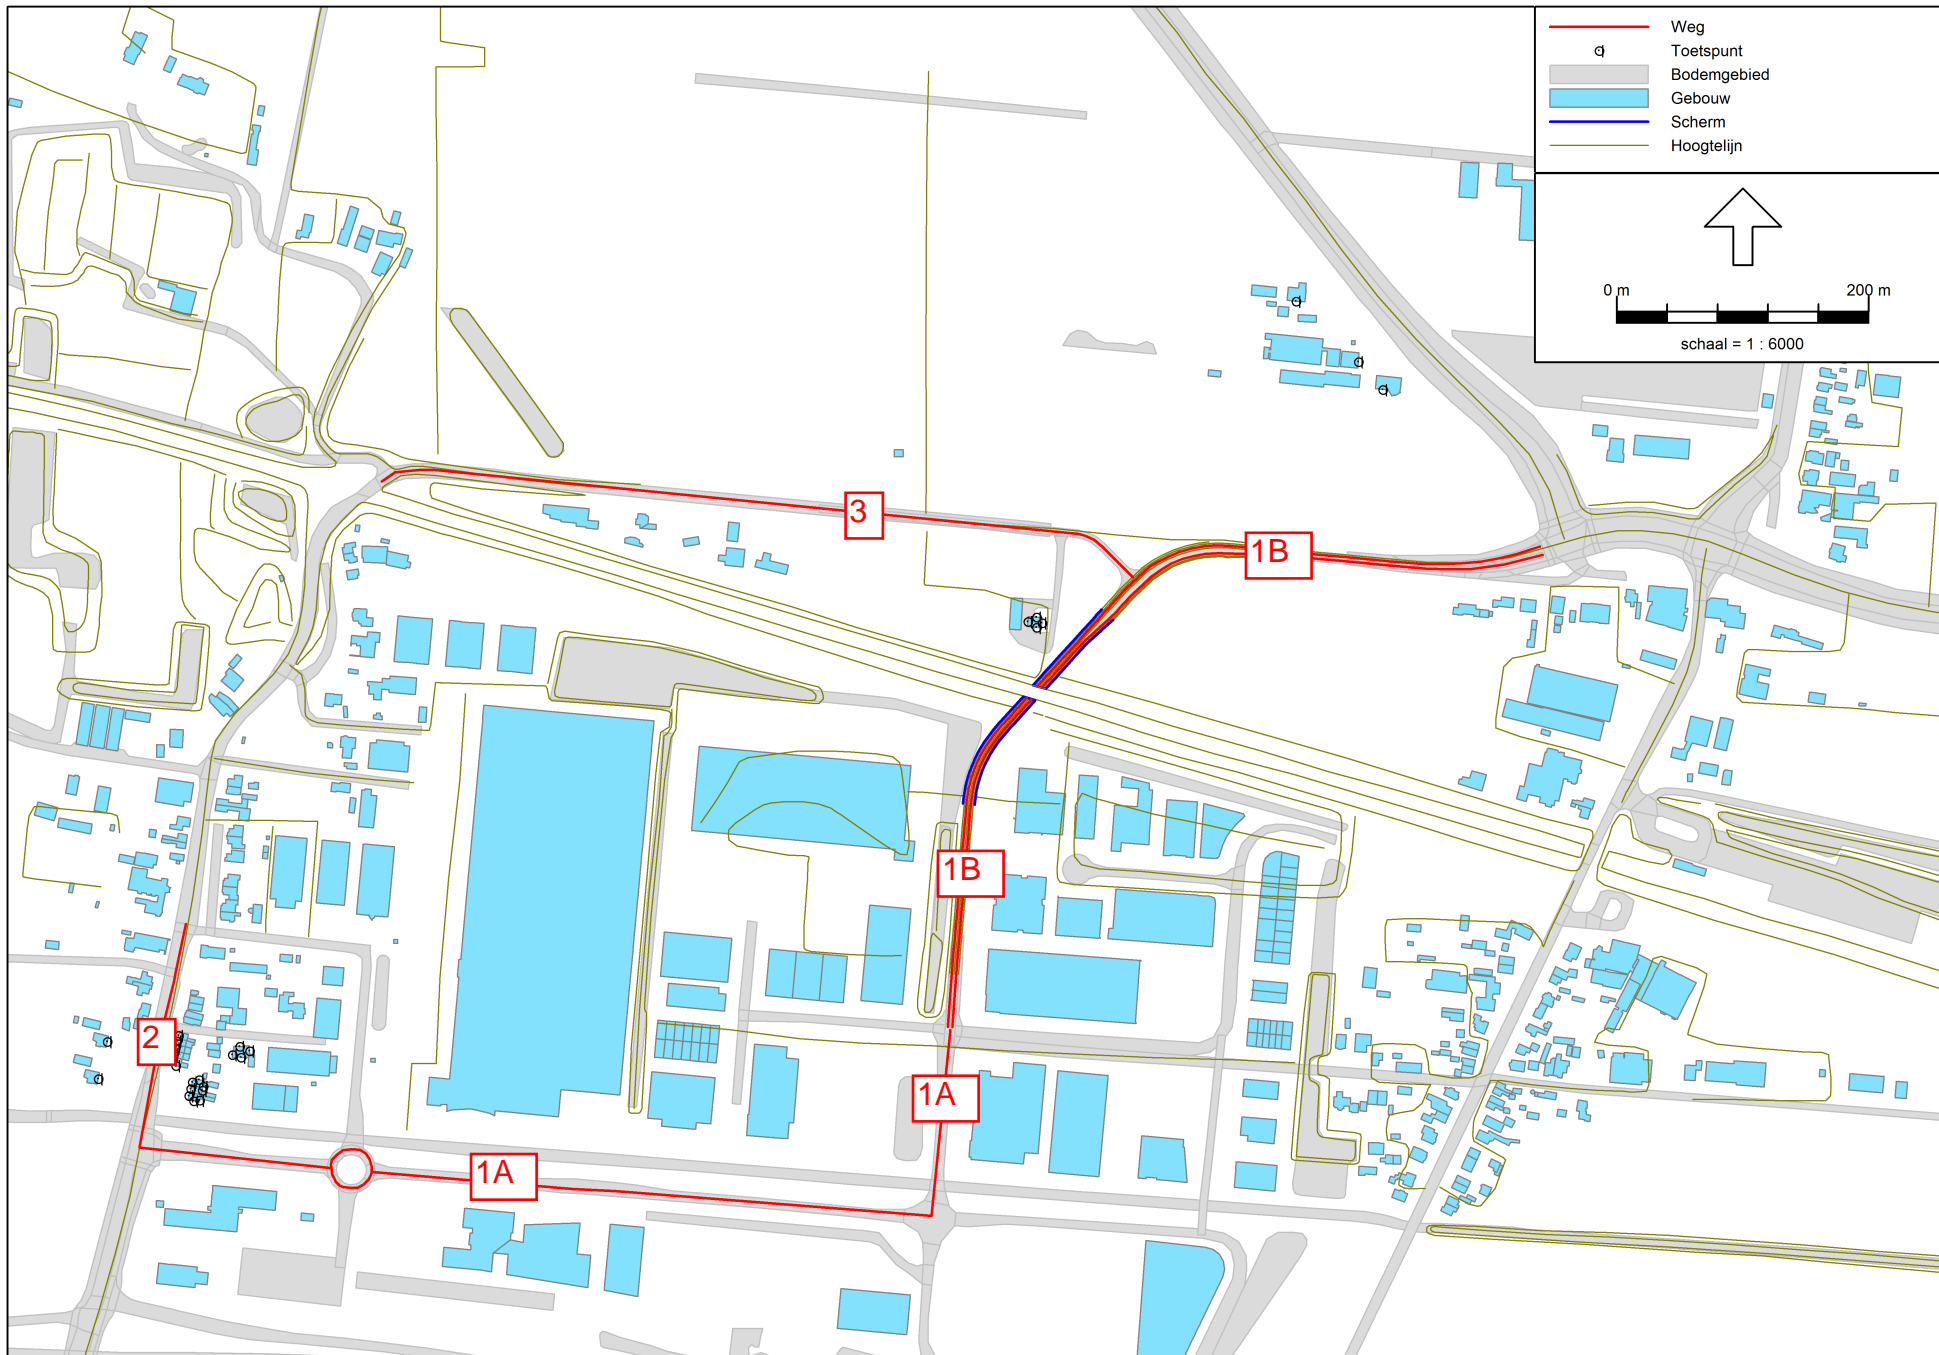 Weg
Toetspunt
Bodemgebied
Gebouw
Scherm
Hoogtelijn
0 m 200 m
schaal = 1 : 6000
3
1B
1B
2
1A
1A